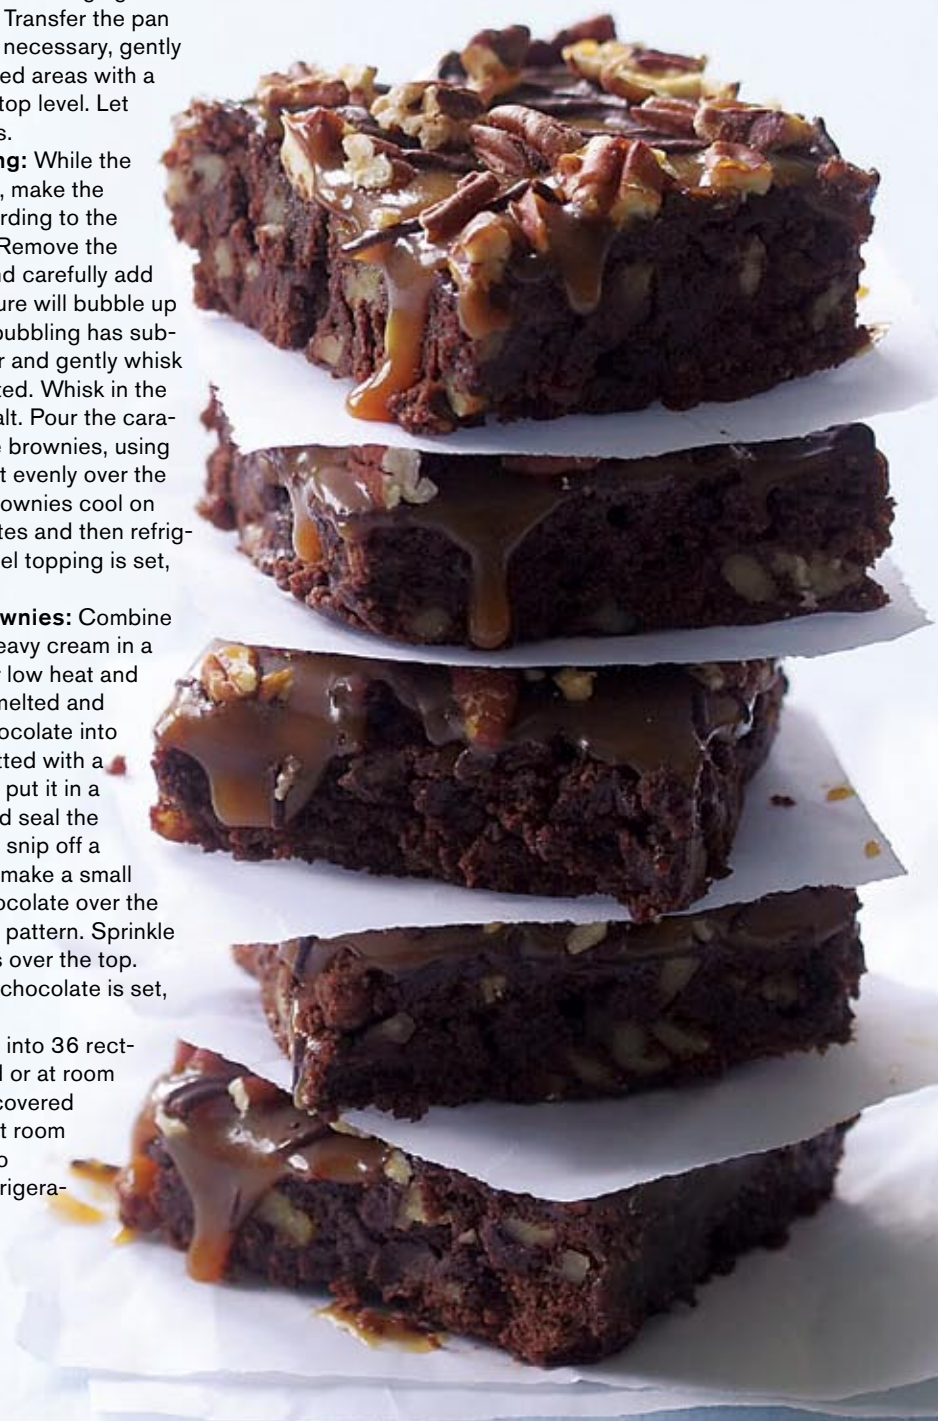 Transfer the pan
necessary, gently
ed areas with a
top level. Let
s.
ng: While the
, make the
rding to the
Remove the
nd carefully add
ure will bubble up
bubbling has sub-
r and gently whisk
ted. Whisk in the
alt. Pour the cara-
e brownies, using
t evenly over the
rownies cool on
tes and then refrig-
el topping is set,
wnies: Combine
eavy cream in a
r low heat and
melted and
ocolate into
tted with a
put it in a
d seal the
snip off a
make a small
ocolate over the
pattern. Sprinkle
s over the top.
chocolate is set,
into 36 rect-
l or at room
covered
t room
o
rigera-